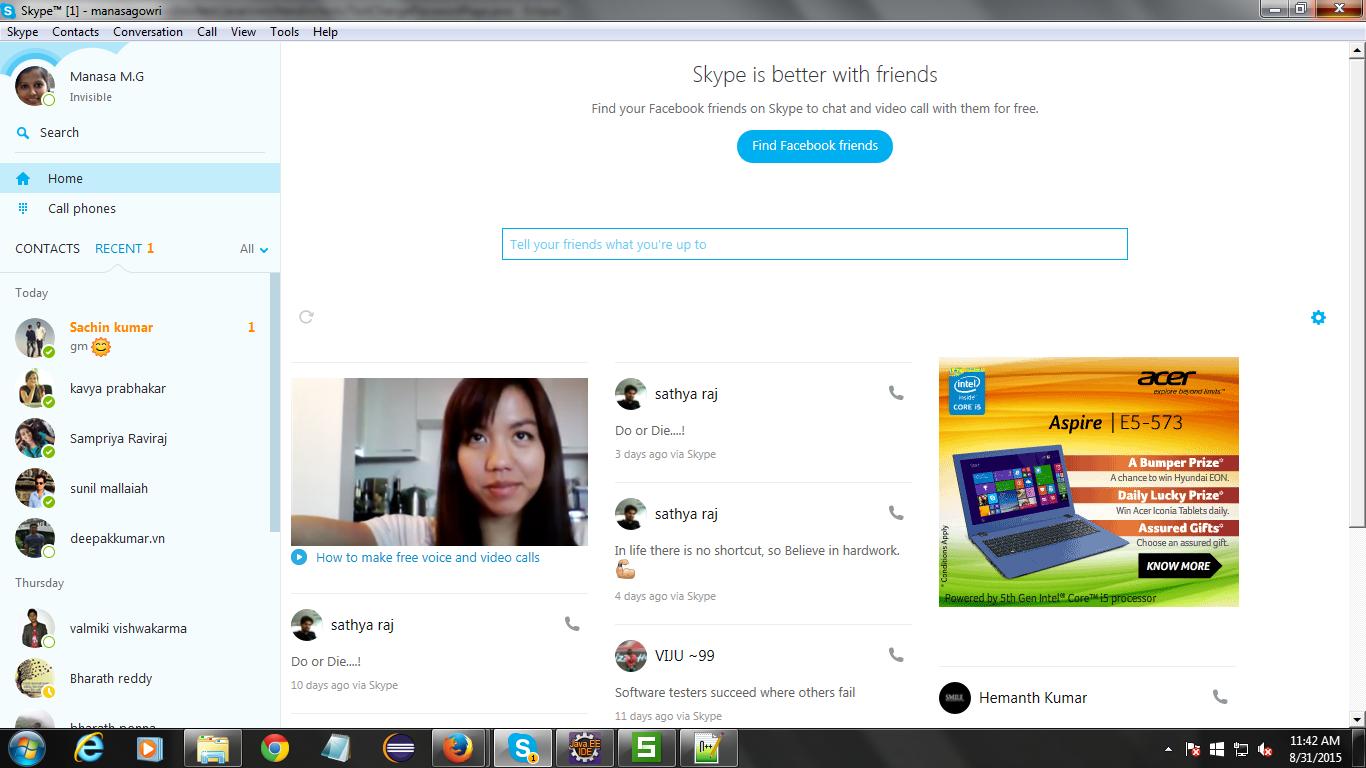 Skype™ [1] - manasagowri
Skype Contacts Conversation Call View Tools Help
Manasa M.G
Invisible
Search
Home
Call phones
CONTACTS RECENT 1 All
Today
Sachin kumar 1
gm
kavya prabhakar
Sampriya Raviraj
sunil mallaiah
deepakkumar.vn
Thursday
valmiki vishwakarma
Bharath reddy
Skype is better with friends
Find your Facebook friends on Skype to chat and video call with them for free.
Find Facebook friends
Tell your friends what you're up to
How to make free voice and video calls
sathya raj
Do or Die....!
10 days ago via Skype
sathya raj
Do or Die....!
3 days ago via Skype
sathya raj
In life there is no shortcut, so Believe in hardwork.
4 days ago via Skype
VIJU ~99
Software testers succeed where others fail
11 days ago via Skype
intel
inside
CORE i5
acer
explore beyond limits™
Aspire | E5-573
A Bumper Prize*
A chance to win Hyundai EON.
Daily Lucky Prize*
Win Acer Iconia Tablets daily.
Assured Gifts*
Choose an assured gift.
KNOW MORE
* Conditions Apply
Powered by 5th Gen Intel® Core™ i5 processor
SMILE
Hemanth Kumar
Java EE
IDE
S
N++
11:42 AM
8/31/2015